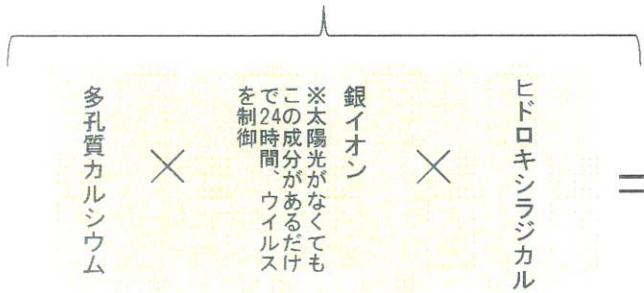 ヒドロキシラジカル
×
銀イオン
※太陽光がなくても
この成分があるだけ
で24時間、ウイルス
を制御
×
多孔質カルシウム
=